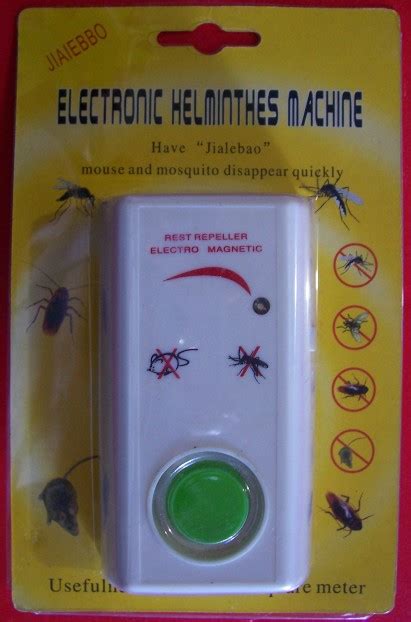 JIAIEBBO
ELECTRONIC HELMINTHES MACHINE
Have "Jialebao"
mouse and mosquito disappear quickly
REST REPELLER
ELECTRO MAGNETIC
meter